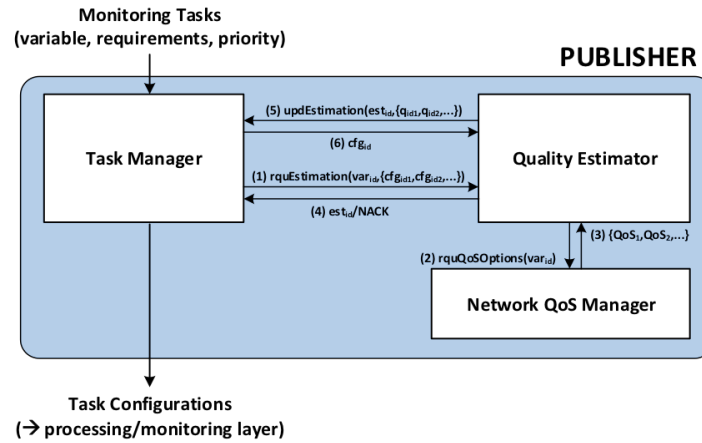 Monitoring Tasks
(variable, requirements, priority)
PUBLISHER
(5) updEstimation(est_id,{q_id1,q_id2,...})
(6) cfg_id
Task Manager
Quality Estimator
(1) rquEstimation(var_id,{cfg_id1,cfg_id2,...})
(4) est_id/NACK
(3) {QoS_1,QoS_2,...}
(2) rquQoSOptions(var_id)
Network QoS Manager
Task Configurations
(→ processing/monitoring layer)